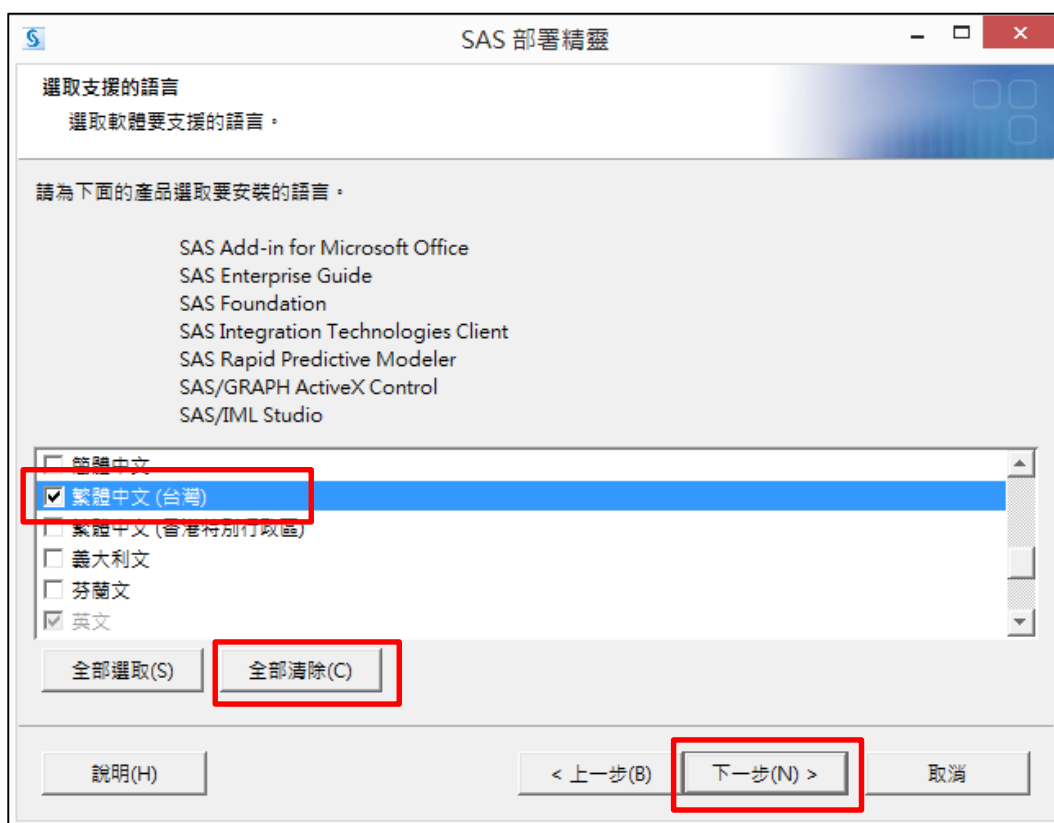 SAS 部署精靈
選取支援的語言
選取軟體要支援的語言。
請為下面的產品選取要安裝的語言。
SAS Add-in for Microsoft Office
SAS Enterprise Guide
SAS Foundation
SAS Integration Technologies Client
SAS Rapid Predictive Modeler
SAS/GRAPH ActiveX Control
SAS/IML Studio
簡體中文
繁體中文 (台灣)
繁體中文 (香港特別行政區)
義大利文
芬蘭文
英文
全部選取(S) 全部清除(C)
說明(H) < 上一步(B) 下一步(N) > 取消